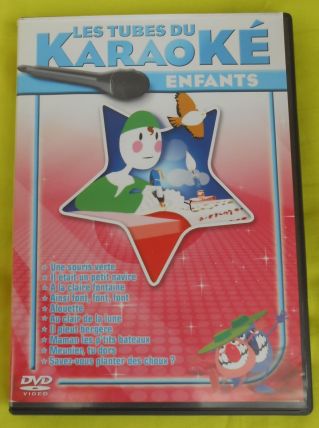 LES TUBES DU
KARAOKÉ
ENFANTS
★ Une souris verte
★ Il était un petit navire
★ A la claire fontaine
★ Ainsi font, font, font
★ Alouette
★ Au clair de la lune
★ Il pleut bergère
★ Maman les p'tits bateaux
★ Meunier, tu dors
★ Savez-vous planter des choux ?
DVD
VIDEO